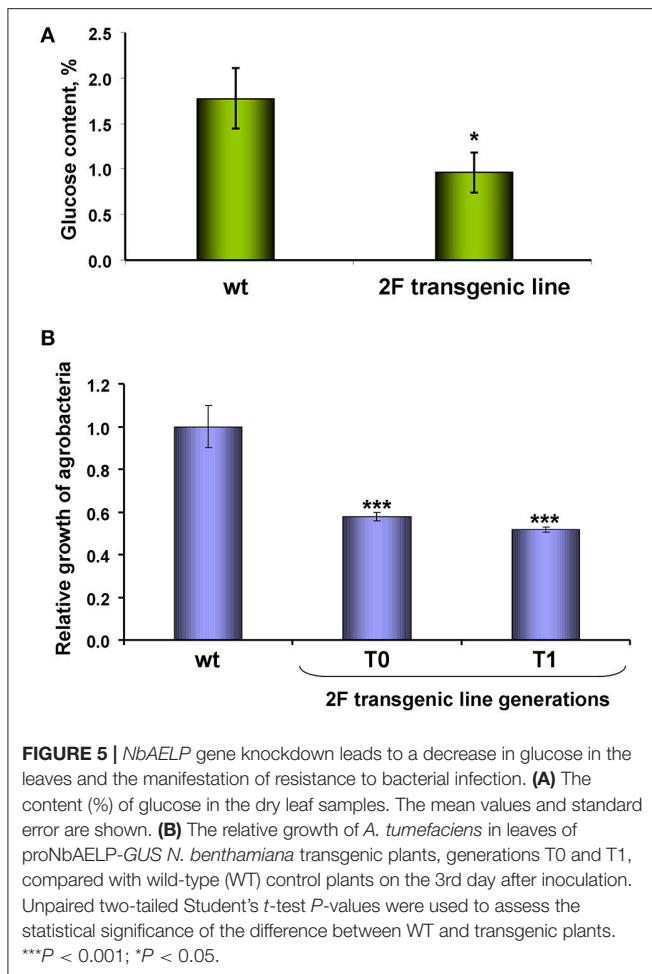 A
Glucose content, %
2.5
2.0
1.5
1.0
0.5
0.0
*
wt
2F transgenic line
B
Relative growth of agrobacteria
1.2
1.0
0.8
0.6
0.4
0.2
0.0
***
***
wt
T0
T1
2F transgenic line generations
FIGURE 5 | NbAELP gene knockdown leads to a decrease in glucose in the
leaves and the manifestation of resistance to bacterial infection. (A) The
content (%) of glucose in the dry leaf samples. The mean values and standard
error are shown. (B) The relative growth of A. tumefaciens in leaves of
proNbAELP-GUS N. benthamiana transgenic plants, generations T0 and T1,
compared with wild-type (WT) control plants on the 3rd day after inoculation.
Unpaired two-tailed Student's t-test P-values were used to assess the
statistical significance of the difference between WT and transgenic plants.
***P < 0.001; *P < 0.05.